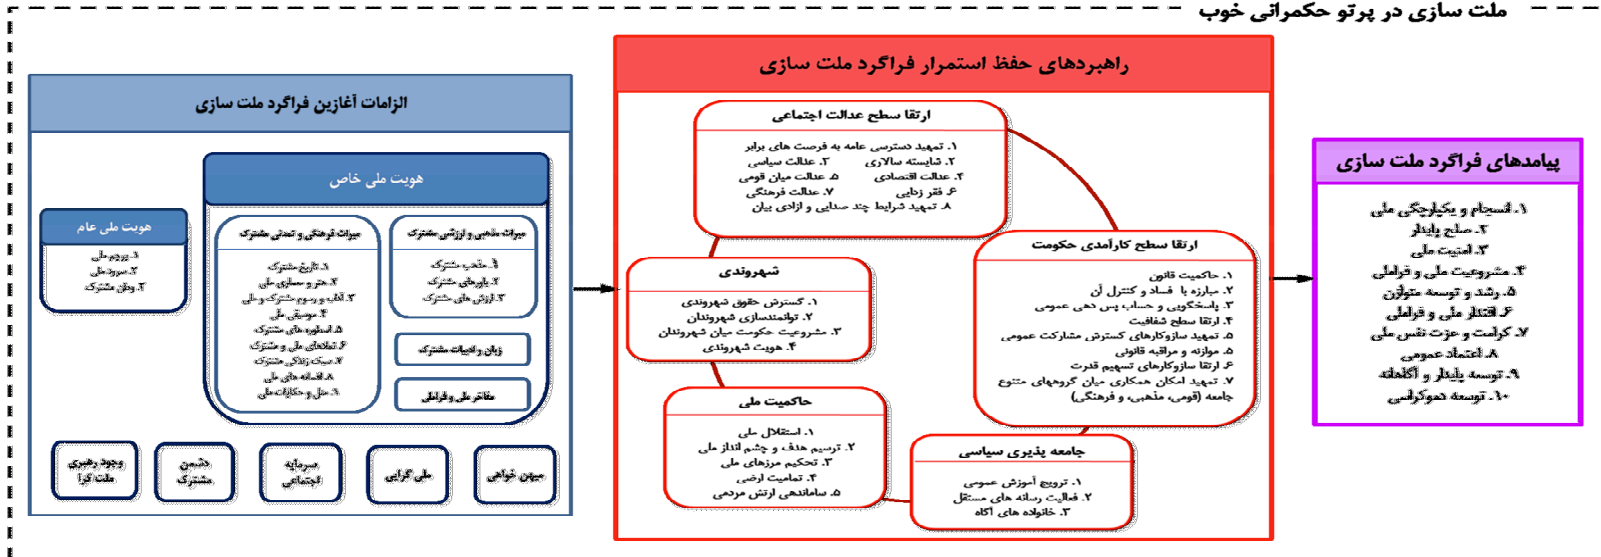 ملت سازی در پرتو حکمرانی خوب
الزامات آغازین فراگرد ملت سازی
هویت ملی خاص
هویت ملی عام
۱. پرچم ملی
۲. سرود ملی
۳. وطن مشترک
میراث مذهبی و ارزشی مشترک
۱. مذهب مشترک
۲. باورهای مشترک
۳. ارزش های مشترک
میراث فرهنگی و تمدنی مشترک
۱. تاریخ مشترک
۲. هنر و معماری ملی
۳. آداب و رسوم مشترک و ملی
۴. موسیقی ملی
۵. اسطوره های مشترک
۶. نمادهای ملی و مشترک
۷. سبک زندگی مشترک
۸. افسانه های ملی
۹. مثل و حکایات ملی
زبان و ادبیات مشترک
مفاخر ملی و فراملی
میهن خواهی
ملی گرایی
سرمایه
اجتماعی
دشمن
مشترک
وجود رهبری
ملت گرا
راهبردهای حفظ استمرار فراگرد ملت سازی
ارتقا سطح عدالت اجتماعی
۱. تمهید دسترسی عامه به فرصت های برابر
۲. شایسته سالاری ۳. عدالت سیاسی
۴. عدالت اقتصادی ۵. عدالت میان قومی
۶. فقر زدایی ۷. عدالت فرهنگی
۸. تمهید شرایط چند صدایی و ازادی بیان
ارتقا سطح کارآمدی حکومت
۱. حاکمیت قانون
۲. مبارزه با فساد و کنترل آن
۳. پاسخگویی و حساب پس دهی عمومی
۴. ارتقا سطح شفافیت
۵. تمهید سازوکارهای گسترش مشارکت عمومی
۵. موازنه و مراقبه قانونی
۶. ارتقا سازوکارهای تسهیم قدرت
۷. تمهید امکان همکاری میان گروههای متنوع
جامعه (قومی، مذهبی، و فرهنگی)
شهروندی
۱. گسترش حقوق شهروندی
۲. توانمندسازی شهروندان
۳. مشروعیت حکومت میان شهروندان
۴. هویت شهروندی
حاکمیت ملی
۱. استقلال ملی
۲. ترسیم هدف و چشم انداز ملی
۳. تحکیم مرزهای ملی
۴. تمامیت ارضی
۵. ساماندهی ارتش مردمی
جامعه پذیری سیاسی
۱. ترویج آموزش عمومی
۲. فعالیت رسانه های مستقل
۳. خانواده های آگاه
پیامدهای فراگرد ملت سازی
۱. انسجام و یکپارچگی ملی
۲. صلح پایدار
۳. امنیت ملی
۴. مشروعیت ملی و فراملی
۵. رشد و توسعه متوازن
۶. اقتدار ملی و فراملی
۷. کرامت و عزت نفس ملی
۸. اعتماد عمومی
۹. توسعه پایدار و آگاهانه
۱۰. توسعه دموکراسی